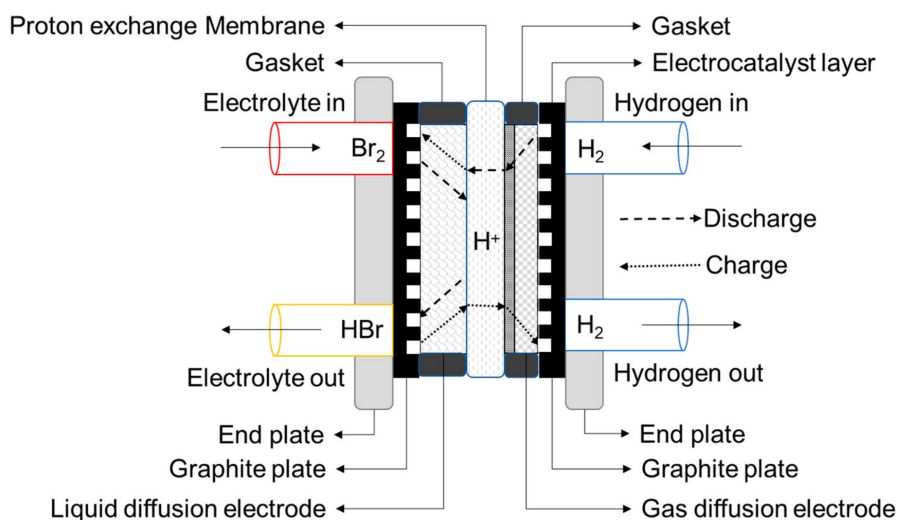 Proton exchange Membrane
Gasket
Gasket
Electrocatalyst layer
Electrolyte in
Hydrogen in
Br₂
H₂
Discharge
H⁺
Charge
HBr
H₂
Electrolyte out
Hydrogen out
End plate
End plate
Graphite plate
Graphite plate
Liquid diffusion electrode
Gas diffusion electrode